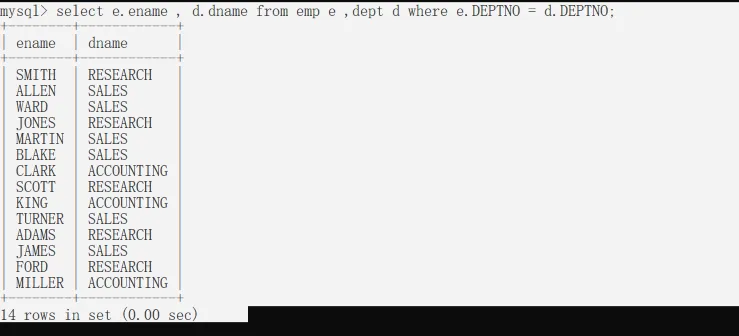 mysql> select e.ename , d.dname from emp e ,dept d where e.DEPTNO = d.DEPTNO;
+--------+------------+
| ename  | dname      |
+--------+------------+
| SMITH  | RESEARCH   |
| ALLEN  | SALES      |
| WARD   | SALES      |
| JONES  | RESEARCH   |
| MARTIN | SALES      |
| BLAKE  | SALES      |
| CLARK  | ACCOUNTING |
| SCOTT  | RESEARCH   |
| KING   | ACCOUNTING |
| TURNER | SALES      |
| ADAMS  | RESEARCH   |
| JAMES  | SALES      |
| FORD   | RESEARCH   |
| MILLER | ACCOUNTING |
+--------+------------+
14 rows in set (0.00 sec)